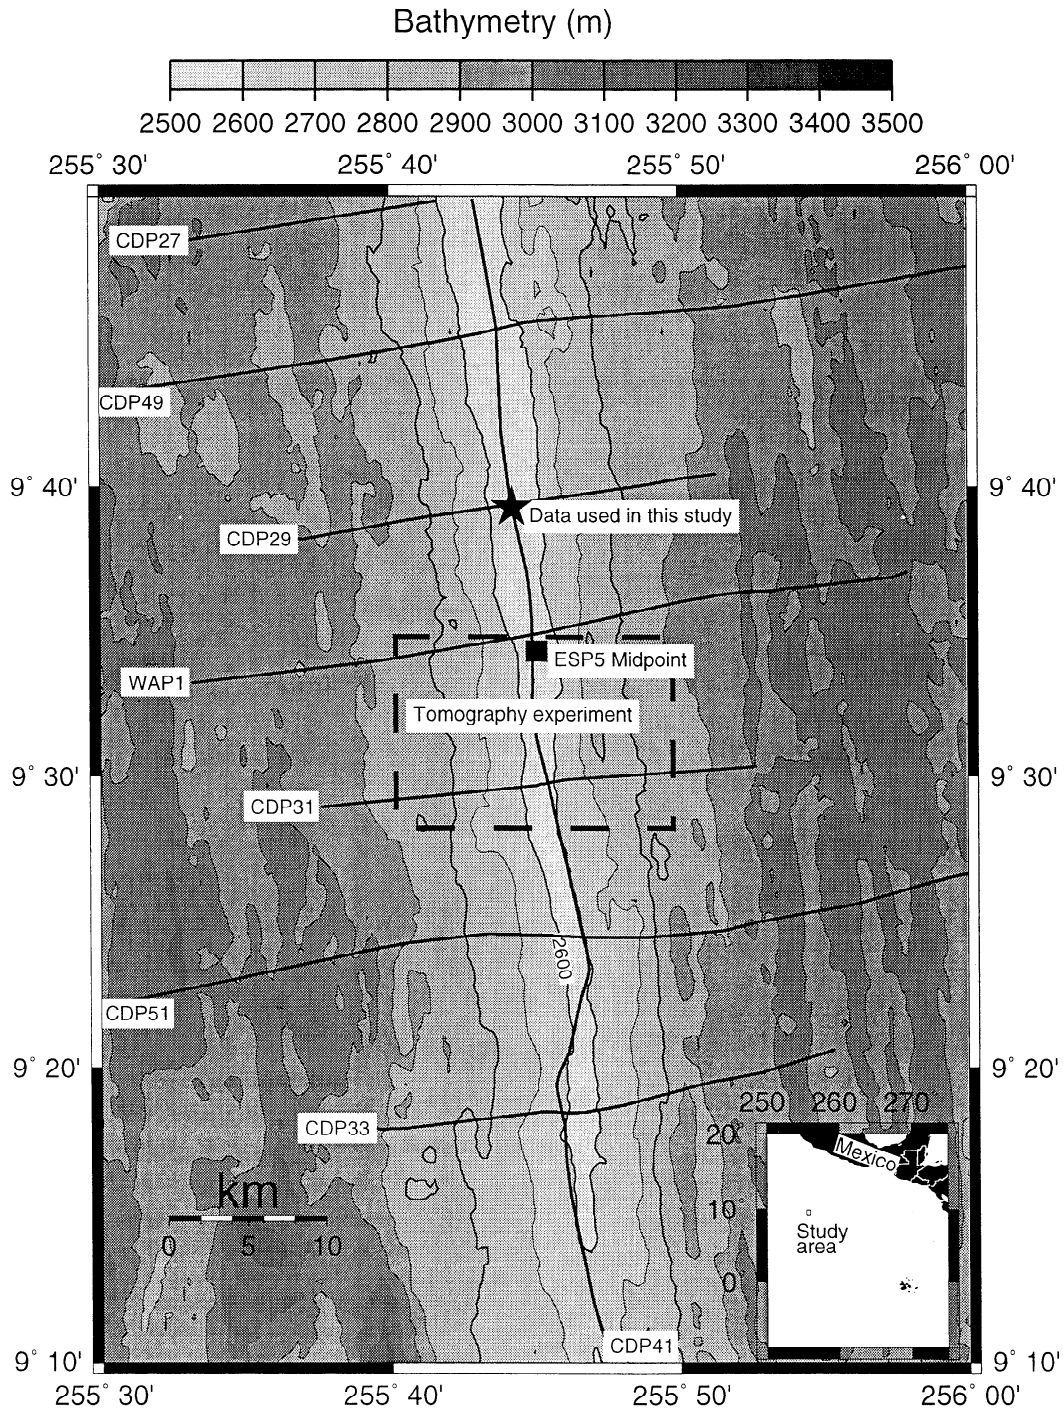 Bathymetry (m)
2500 2600 2700 2800 2900 3000 3100 3200 3300 3400 3500
255° 30' 255° 40' 255° 50' 256° 00'
CDP27
CDP49
9° 40' 9° 40'
Data used in this study
CDP29
ESP5 Midpoint
WAP1
Tomography experiment
9° 30' 9° 30'
CDP31
2600
CDP51
9° 20' 9° 20'
250 260 270
CDP33
20°
Mexico
km
10°
0 5 10
Study
area
0°
CDP41
9° 10' 9° 10'
255° 30' 255° 40' 255° 50' 256° 00'